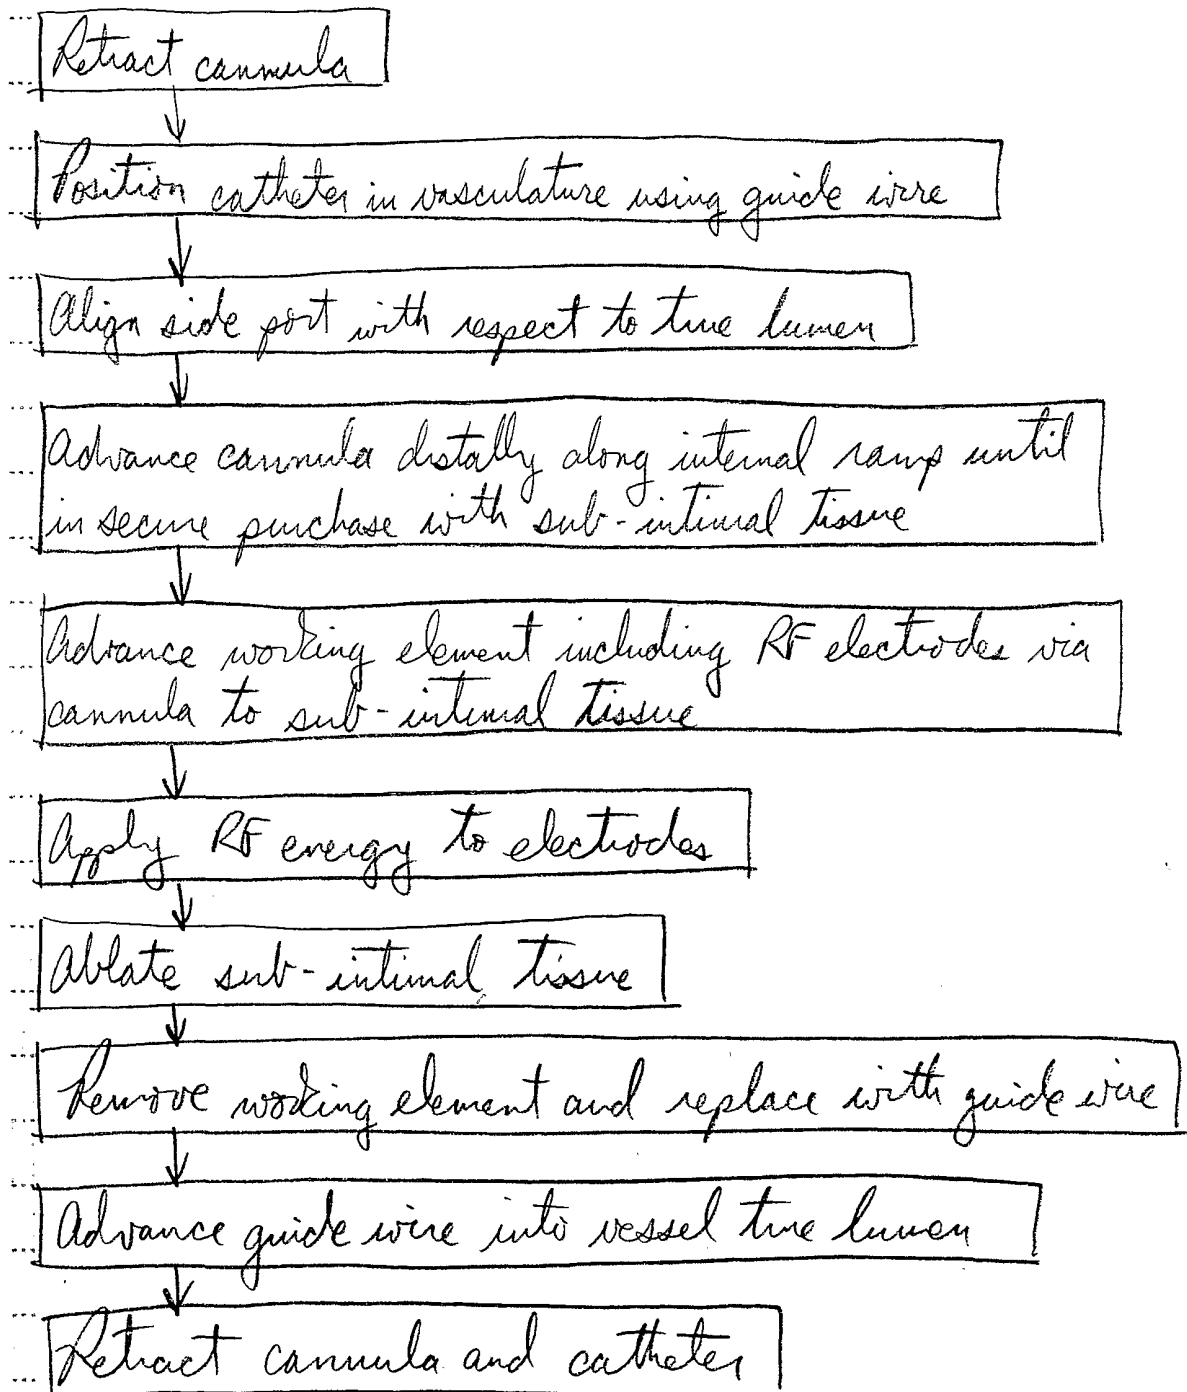 Retract cannula
Position catheter in vasculature using guide wire
Align side port with respect to true lumen
Advance cannula distally along internal ramp until
in secure purchase with sub-intimal tissue
Advance working element including RF electrodes via
cannula to sub-intimal tissue
Apply RF energy to electrodes
Ablate sub-intimal tissue
Remove working element and replace with guide wire
Advance guide wire into vessel true lumen
Retract cannula and catheter